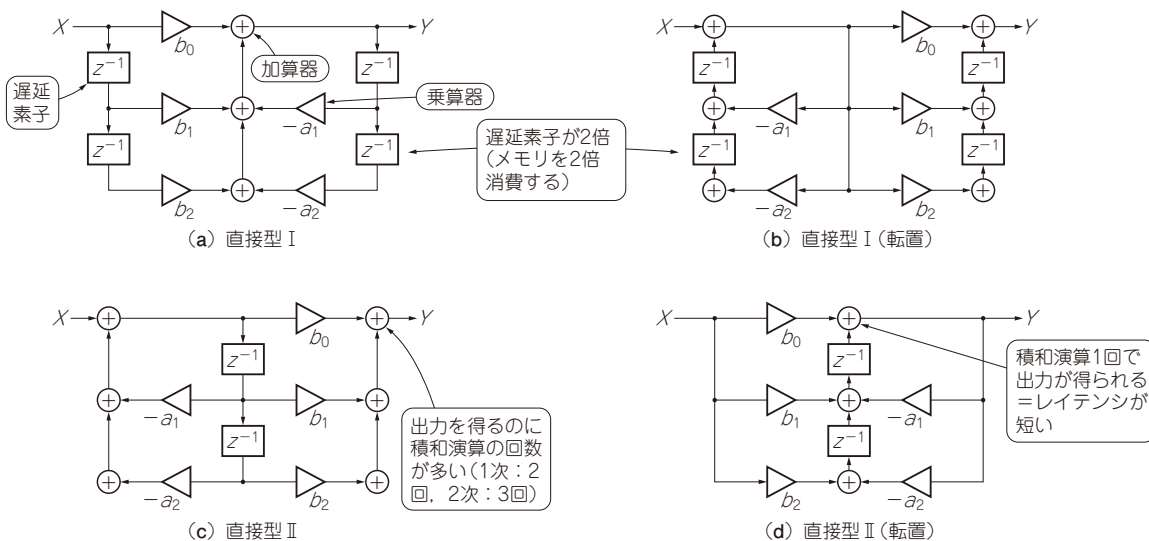 X
b0
Y
z−1
z−1
加算器
遅延
素子
乗算器
b1
−a1
z−1
z−1
b2
−a2
(a) 直接型Ⅰ
遅延素子が2倍
(メモリを2倍
消費する)
X
b0
Y
z−1
z−1
−a1
b1
z−1
z−1
−a2
b2
(b) 直接型Ⅰ(転置)
X
b0
Y
z−1
−a1
b1
z−1
−a2
b2
出力を得るのに
積和演算の回数
が多い(1次:2
回,2次:3回)
(c) 直接型Ⅱ
X
b0
Y
z−1
b1
−a1
z−1
b2
−a2
積和演算1回で
出力が得られる
=レイテンシが
短い
(d) 直接型Ⅱ(転置)